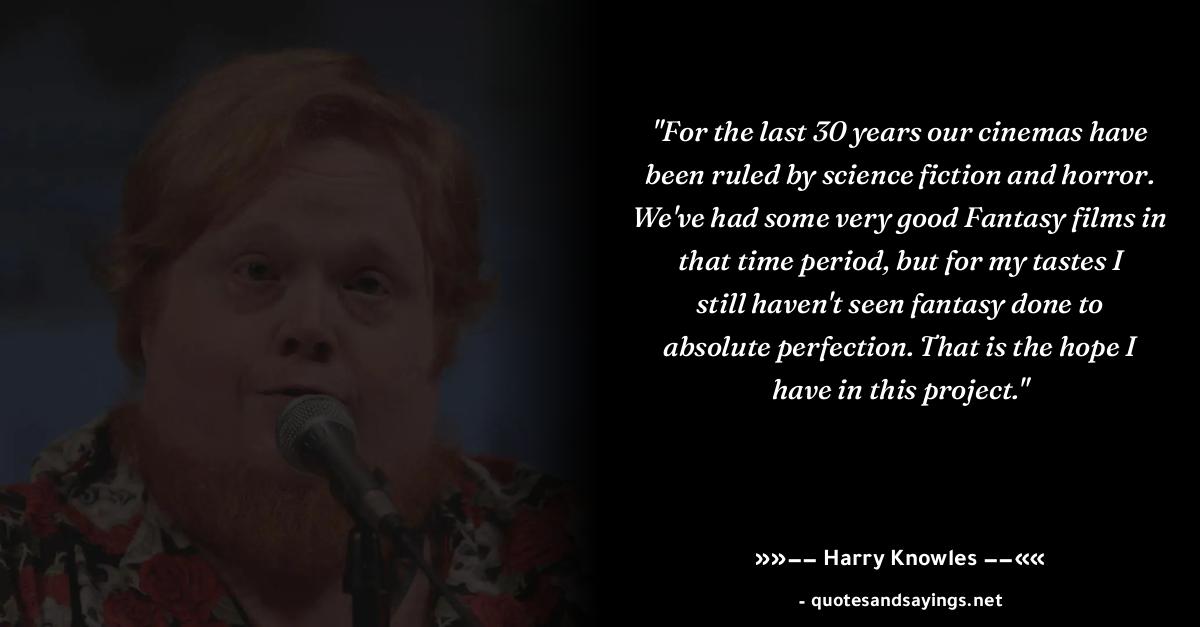 "For the last 30 years our cinemas have
been ruled by science fiction and horror.
We've had some very good Fantasy films in
that time period, but for my tastes I
still haven't seen fantasy done to
absolute perfection. That is the hope I
have in this project."
»»−− Harry Knowles −−««
- quotesandsayings.net